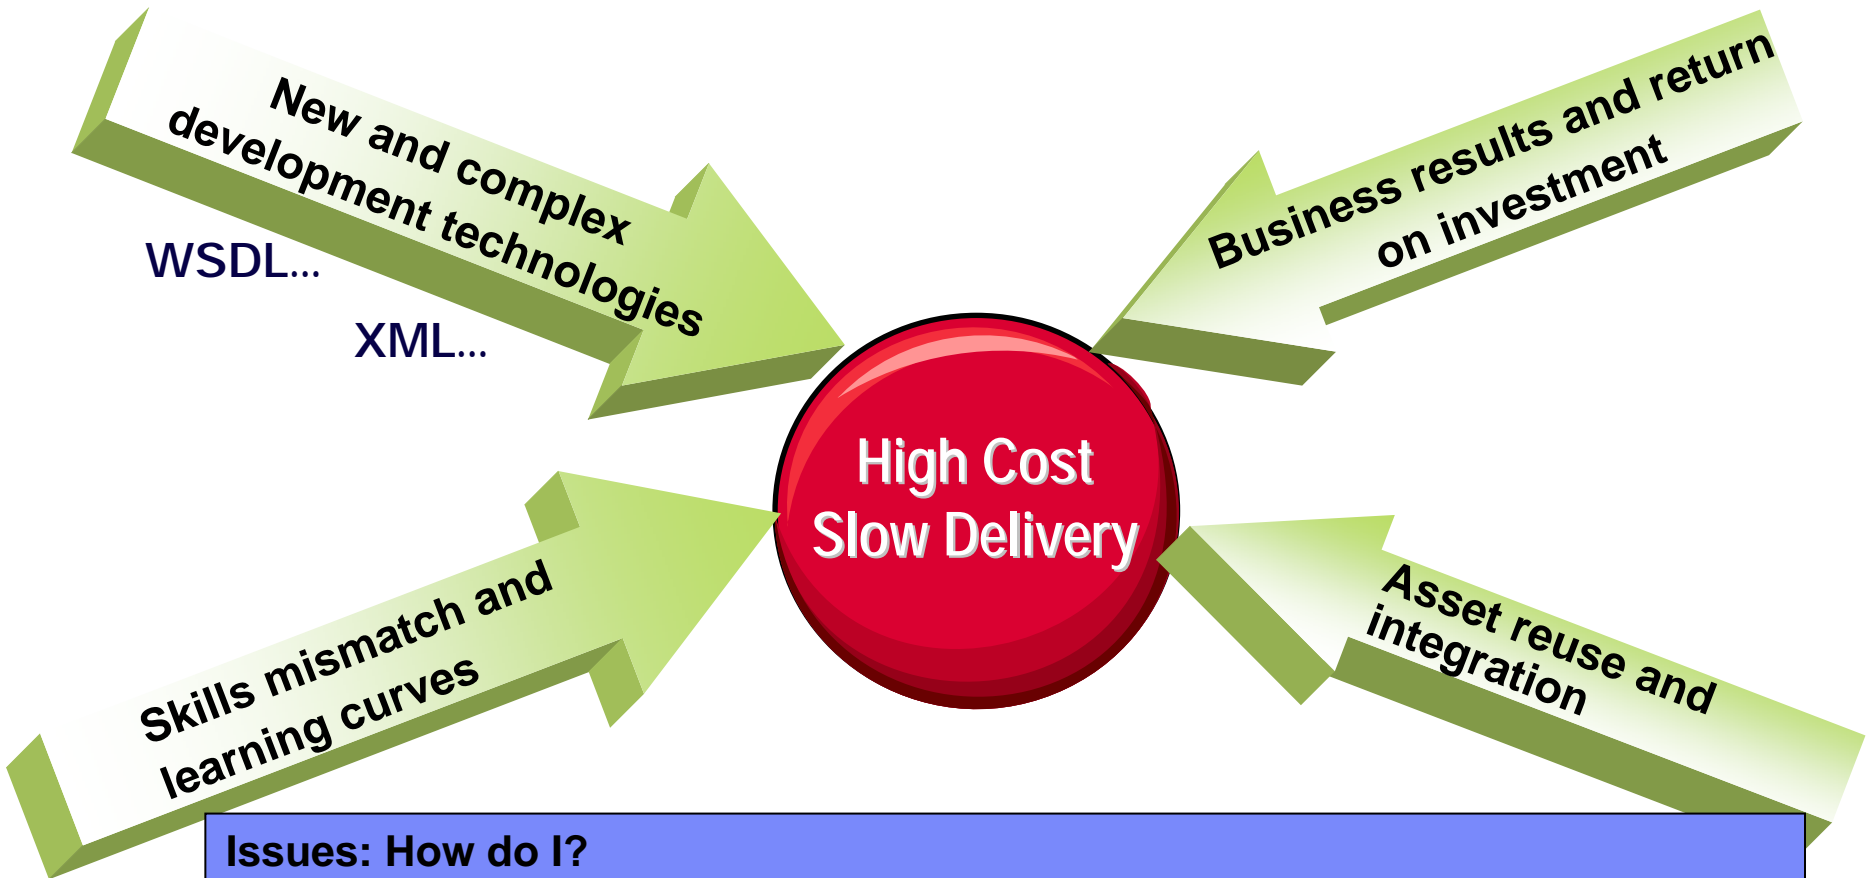 New and complex
development technologies
WSDL...
XML...
Business results and return
on investment
High Cost
Slow Delivery
Skills mismatch and
learning curves
Asset reuse and
integration
Issues: How do I?